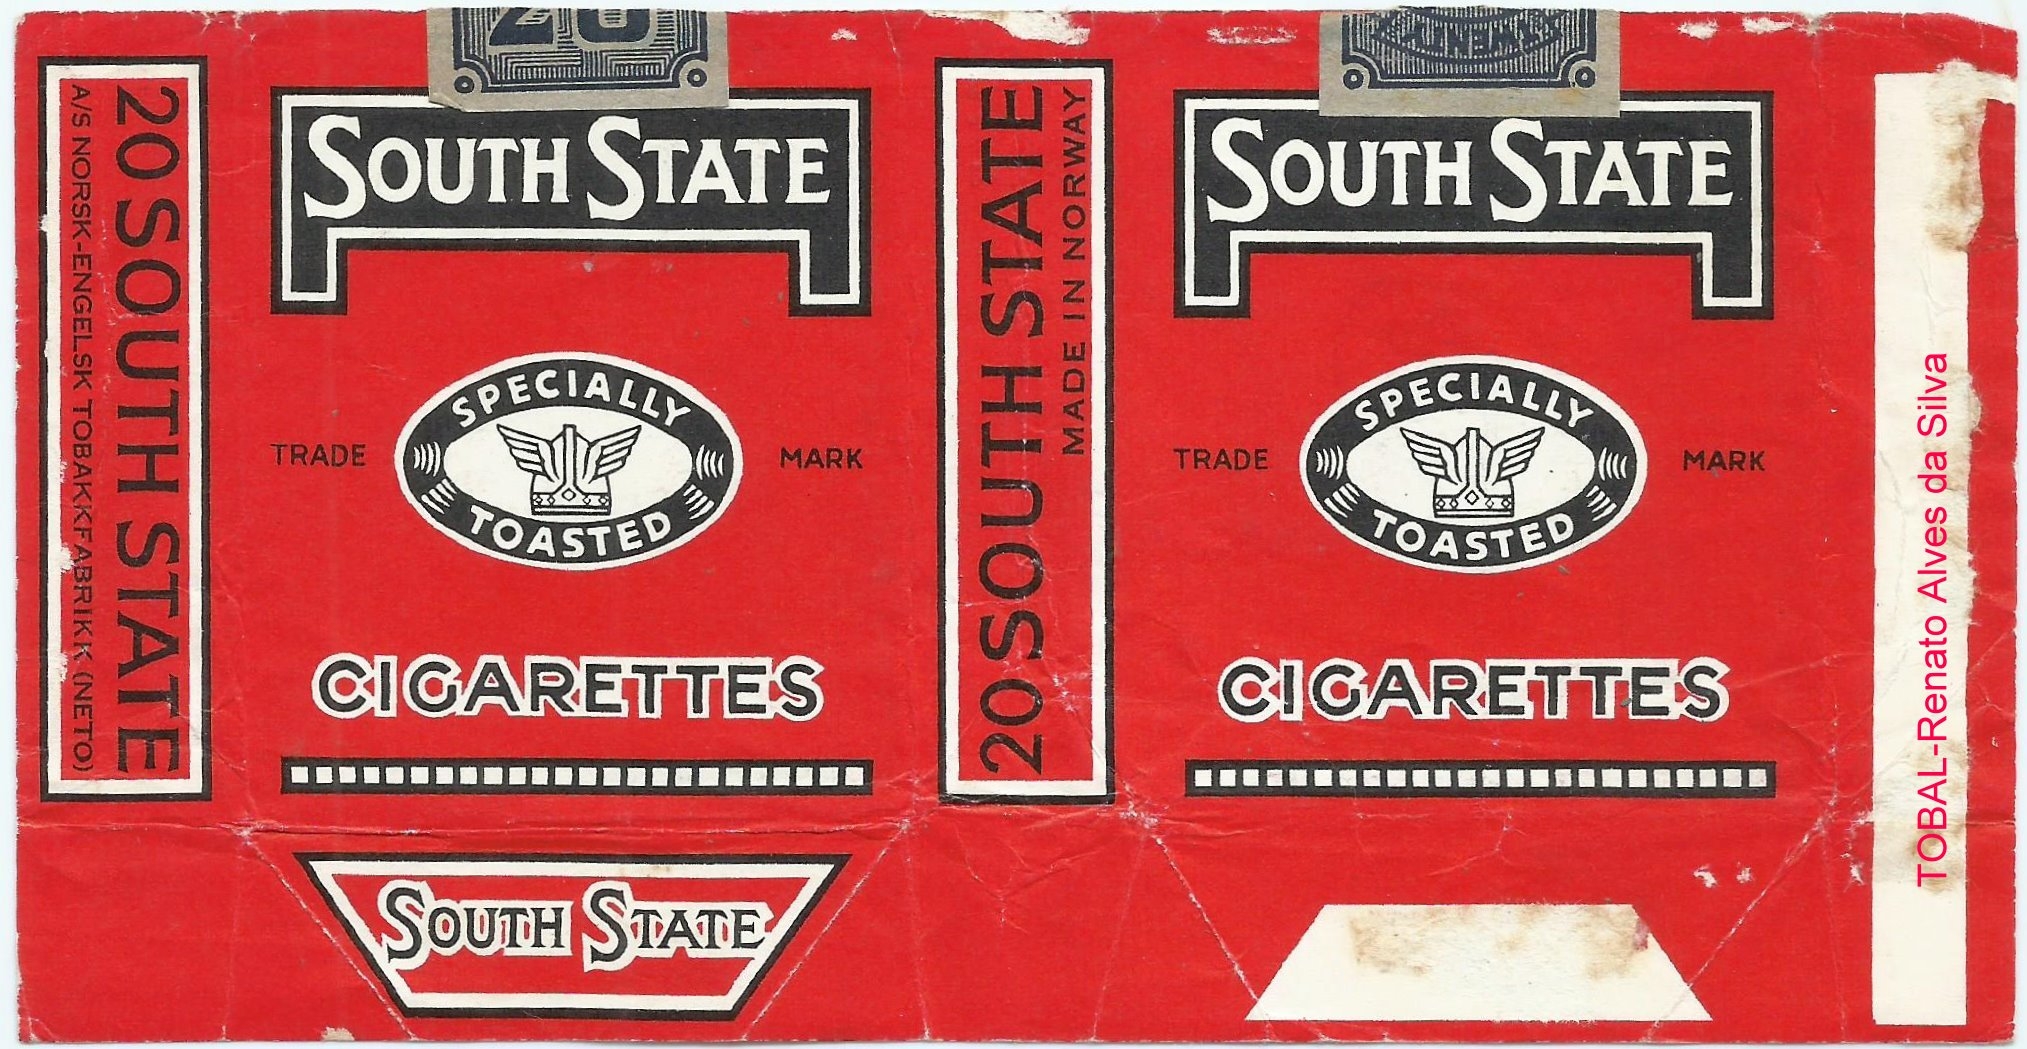 20 SOUTH STATE
A/S NORSK-ENGELSK TOBAKKFABRIKK (NETO)
20
SOUTH STATE
TRADE
SPECIALLY
TOASTED
MARK
CIGARETTES
SOUTH STATE
20 SOUTH STATE
MADE IN NORWAY
SOUTH STATE
TRADE
SPECIALLY
TOASTED
MARK
CIGARETTES
TOBAL-Renato Alves da Silva